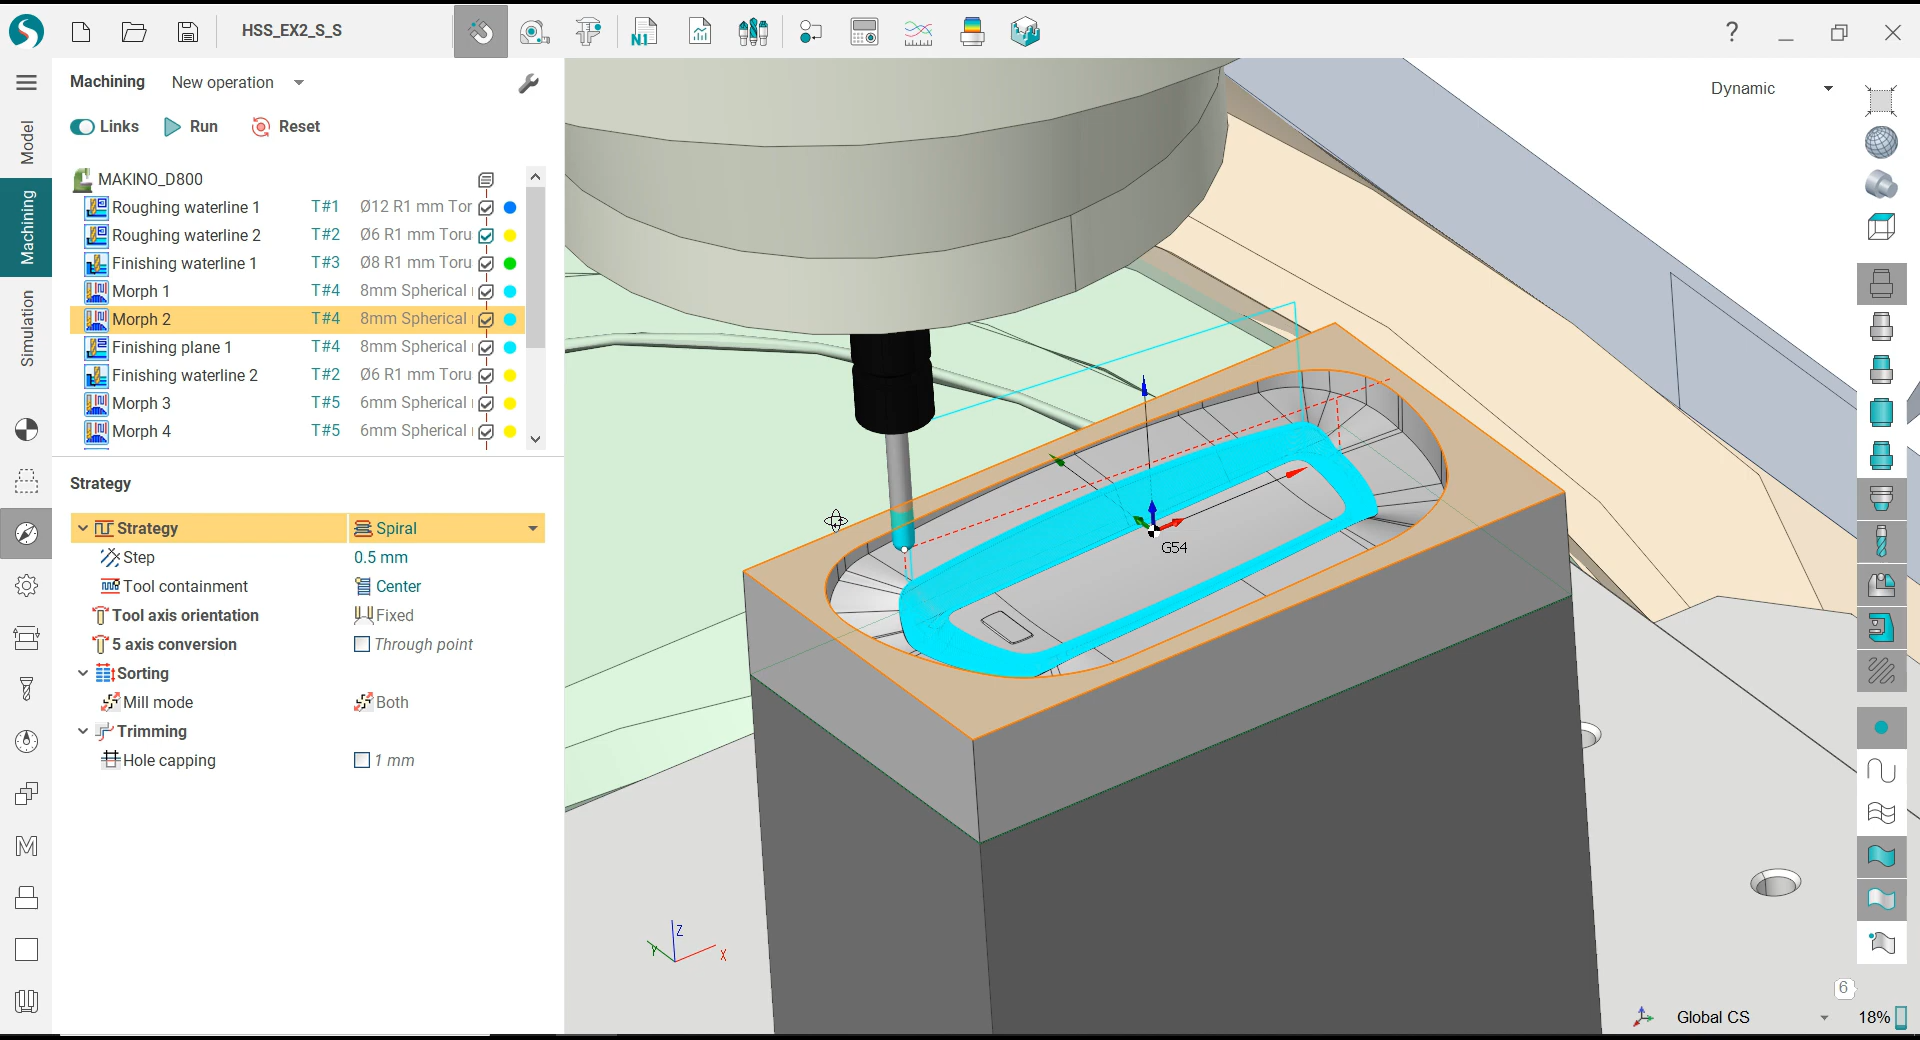 HSS_EX2_S_S
N1
?
Machining New operation
Dynamic
Links Run Reset
Model
Machining
Simulation
MAKINO_D800
Roughing waterline 1 T#1 Ø12 R1 mm Tor
Roughing waterline 2 T#2 Ø6 R1 mm Toru
Finishing waterline 1 T#3 Ø8 R1 mm Toru
Morph 1 T#4 8mm Spherical
Morph 2 T#4 8mm Spherical
Finishing plane 1 T#4 8mm Spherical
Finishing waterline 2 T#2 Ø6 R1 mm Toru
Morph 3 T#5 6mm Spherical
Morph 4 T#5 6mm Spherical
Strategy
Strategy Spiral
Step 0.5 mm
Tool containment Center
Tool axis orientation Fixed
5 axis conversion Through point
Sorting
Mill mode Both
Trimming
Hole capping 1 mm
G54
Z
Y
X
6
Global CS 18%